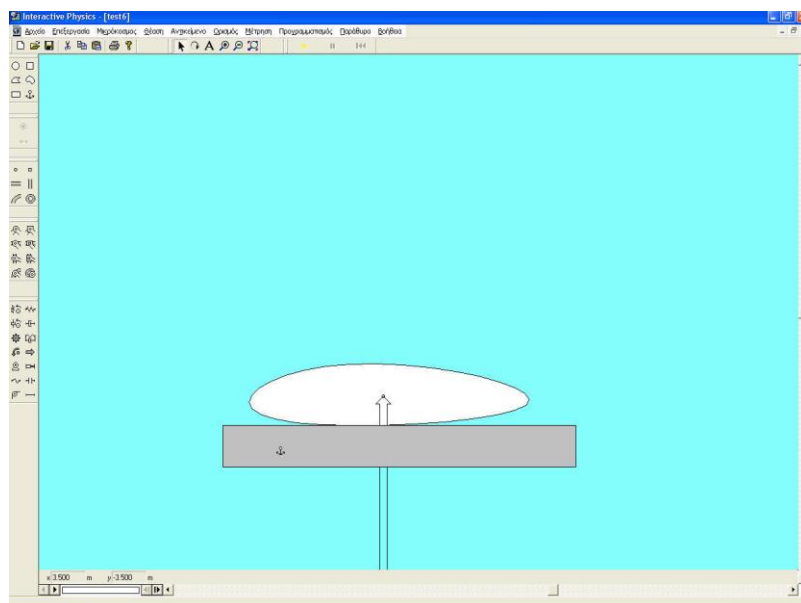 Interactive Physics - [test6]
Αρχείο Επεξεργασία Μικρόκοσμος Θέαση Αντικείμενο Ορισμός Μέτρηση Προγραμματισμός Παράθυρο Βοήθεια
A
x 3.500 m y -3.500 m